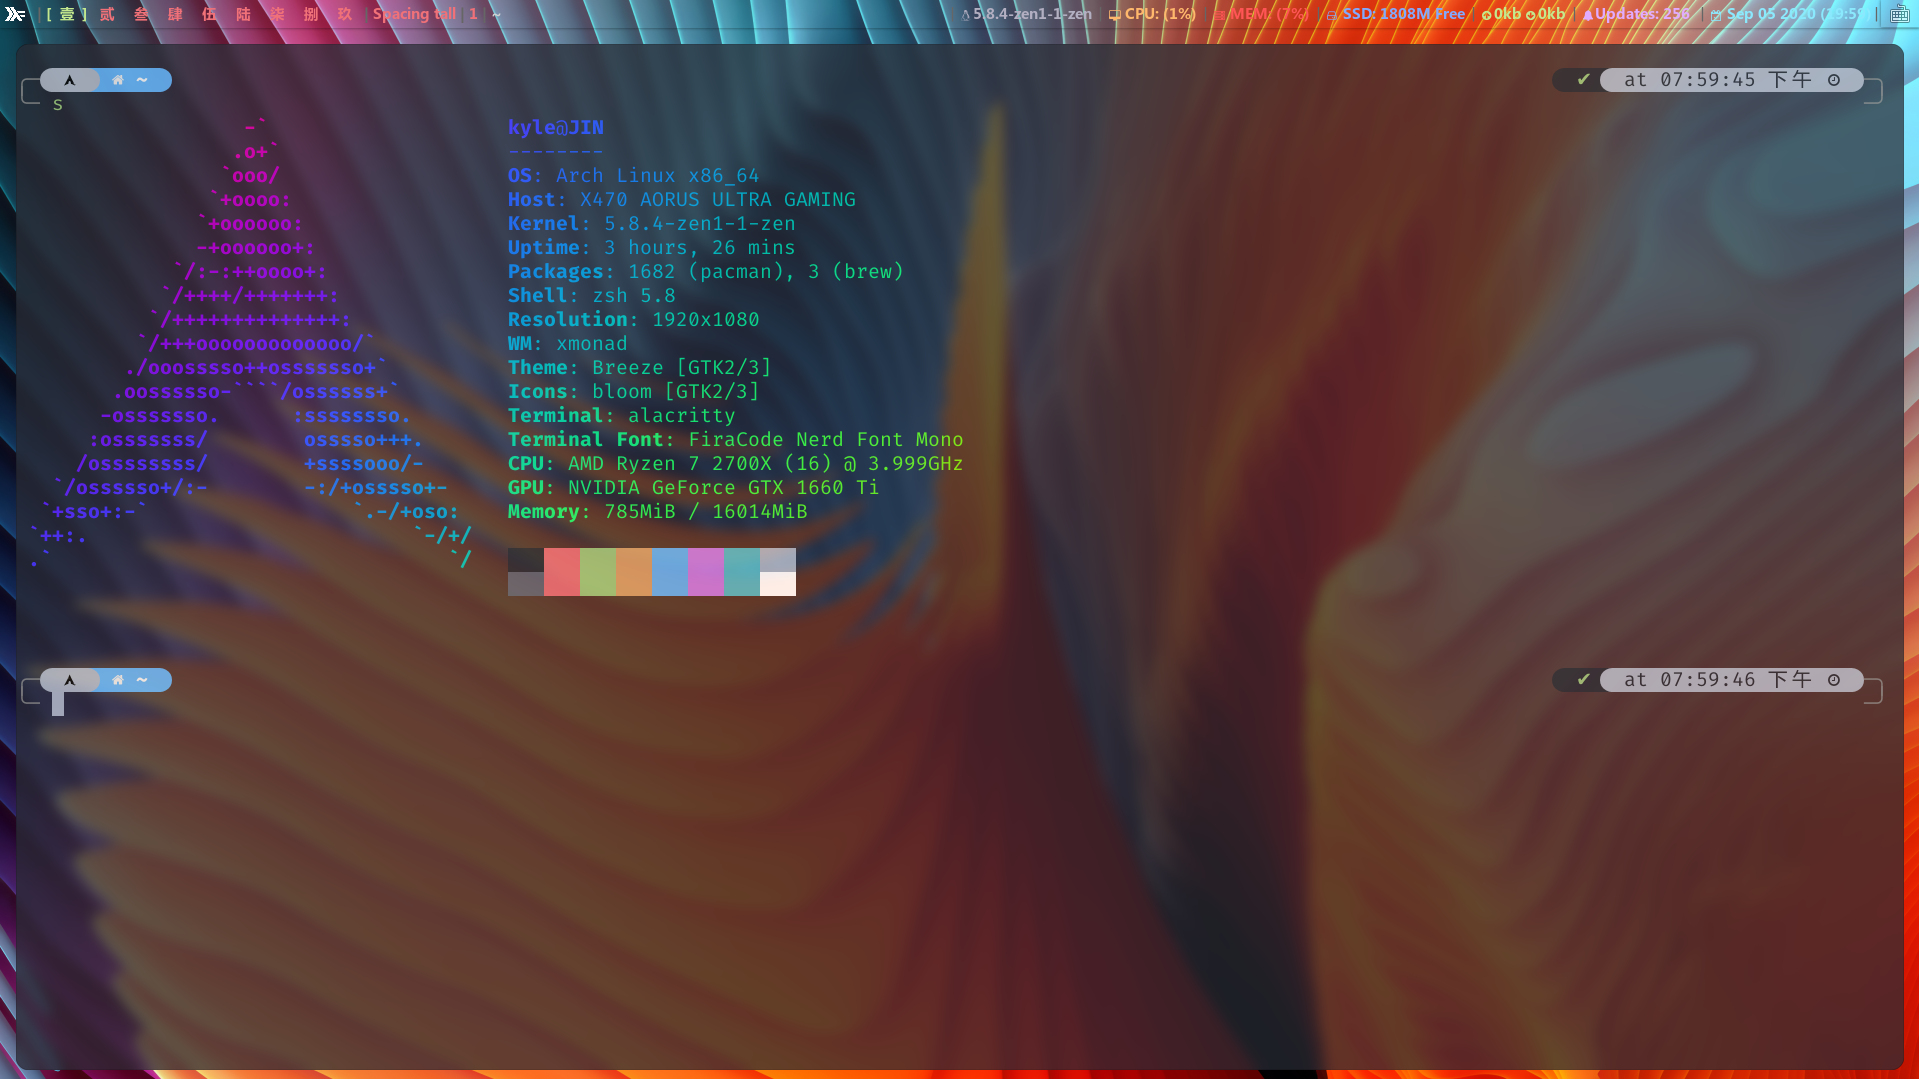 [ 壹 ] 贰 叁 肆 伍 陆 柒 捌 玖 | Spacing tall | 1 | ~ 5.8.4-zen1-1-zen | CPU: (1%) | MEM: (7%) | SSD: 1808M Free | 0kb 0kb | Updates: 256 | Sep 05 2020 (19:59) |
~ ✔ at 07:59:45 下午
s
-`
.o+`
`ooo/
`+oooo:
`+oooooo:
-+oooooo+:
`/:-:++oooo+:
`/++++/+++++++:
`/++++++++++++++:
`/+++ooooooooooooo/`
./ooosssso++osssssso+`
.oossssso-````/ossssss+`
-osssssso. :ssssssso.
:osssssss/ osssso+++.
/ossssssss/ +ssssooo/-
`/ossssso+/:- -:/+osssso+-
`+sso+:-` `.-/+oso:
`++:. `-/+/
.` `/
kyle@JIN
--------
OS: Arch Linux x86_64
Host: X470 AORUS ULTRA GAMING
Kernel: 5.8.4-zen1-1-zen
Uptime: 3 hours, 26 mins
Packages: 1682 (pacman), 3 (brew)
Shell: zsh 5.8
Resolution: 1920x1080
WM: xmonad
Theme: Breeze [GTK2/3]
Icons: bloom [GTK2/3]
Terminal: alacritty
Terminal Font: FiraCode Nerd Font Mono
CPU: AMD Ryzen 7 2700X (16) @ 3.999GHz
GPU: NVIDIA GeForce GTX 1660 Ti
Memory: 785MiB / 16014MiB
~ ✔ at 07:59:46 下午